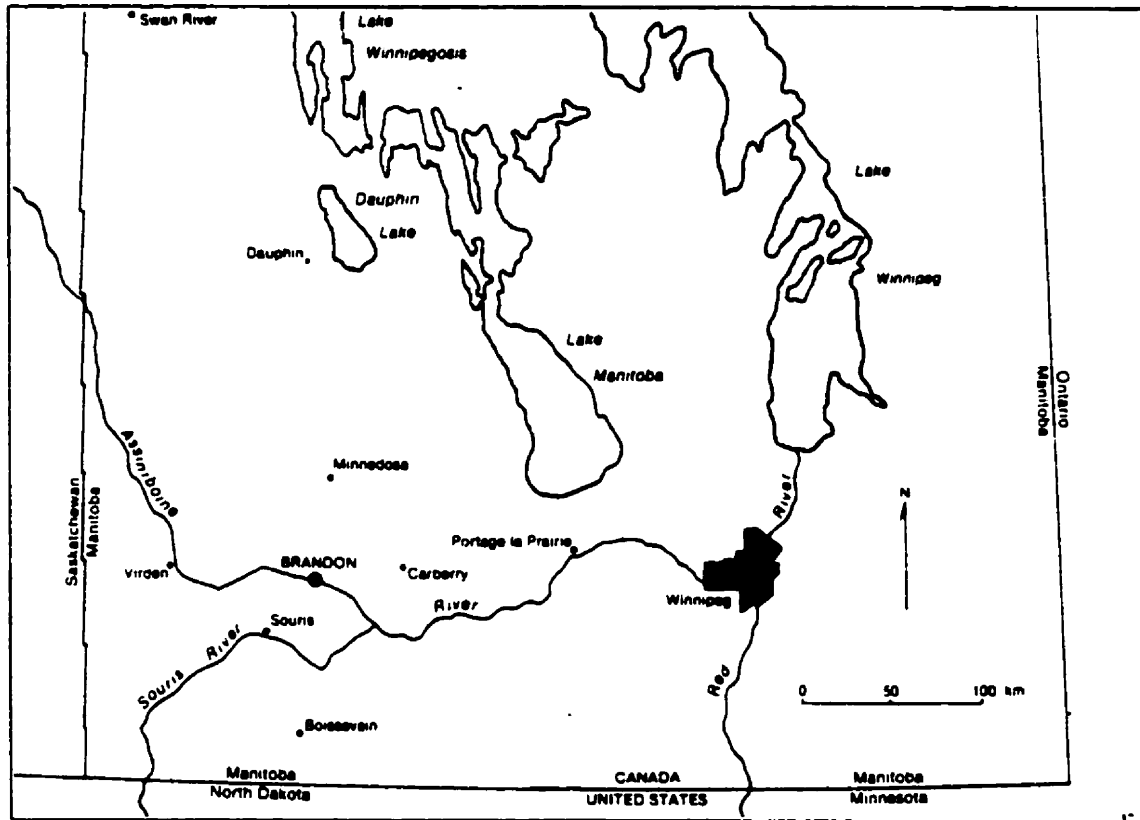 Swan River
Lake
Winnipegosis
Dauphin
Lake
Dauphin
Lake
Winnipeg
Lake
Manitoba
Ontario
Manitoba
Assiniboine
Minnedosa
Saskatchewan
Manitoba
River
N
Portage la Prairie
Virden
BRANDON
Carberry
Winnipeg
River
Souris
Souris River
Red
0 50 100 km
Boissevain
Manitoba
North Dakota
CANADA
UNITED STATES
Manitoba
Minnesota